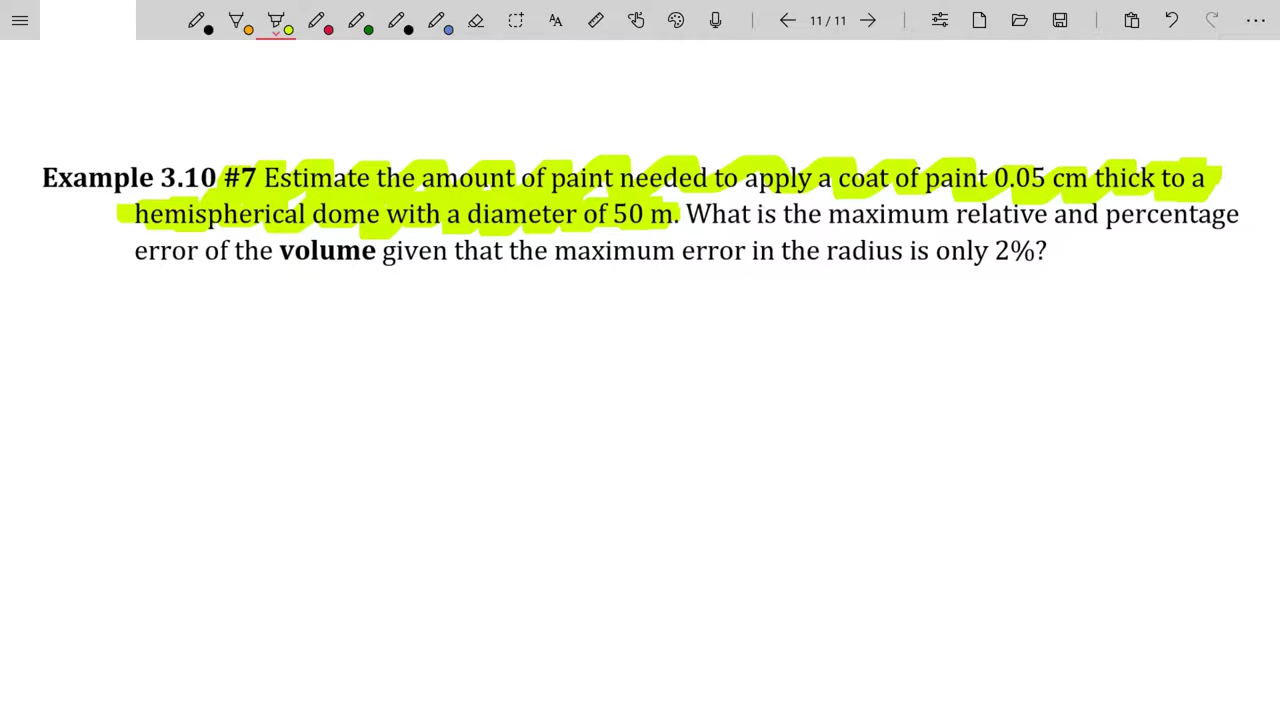 11 / 11
Example 3.10 #7 Estimate the amount of paint needed to apply a coat of paint 0.05 cm thick to a
hemispherical dome with a diameter of 50 m. What is the maximum relative and percentage
error of the volume given that the maximum error in the radius is only 2%?